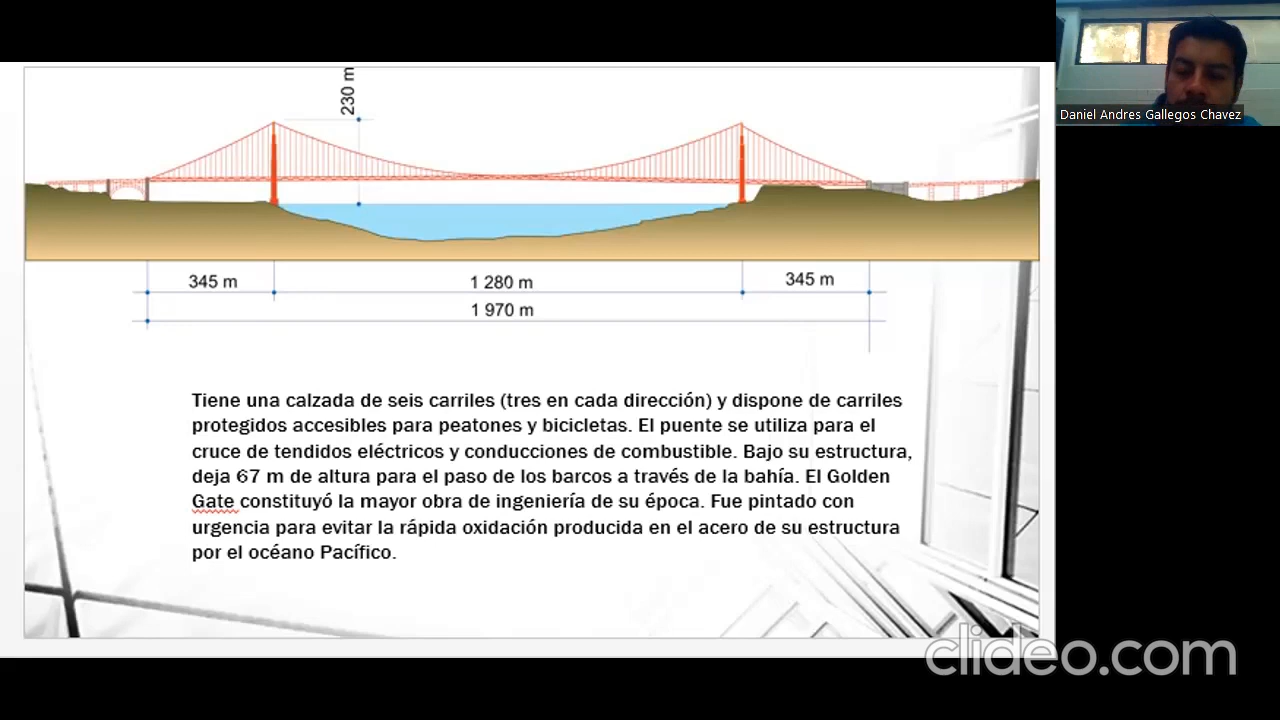 230 m
Daniel Andres Gallegos Chavez
345 m
1 280 m
345 m
1 970 m
Tiene una calzada de seis carriles (tres en cada dirección) y dispone de carriles
protegidos accesibles para peatones y bicicletas. El puente se utiliza para el
cruce de tendidos eléctricos y conducciones de combustible. Bajo su estructura,
deja 67 m de altura para el paso de los barcos a través de la bahía. El Golden
Gate constituyó la mayor obra de ingeniería de su época. Fue pintado con
urgencia para evitar la rápida oxidación producida en el acero de su estructura
por el océano Pacífico.
clideo.com